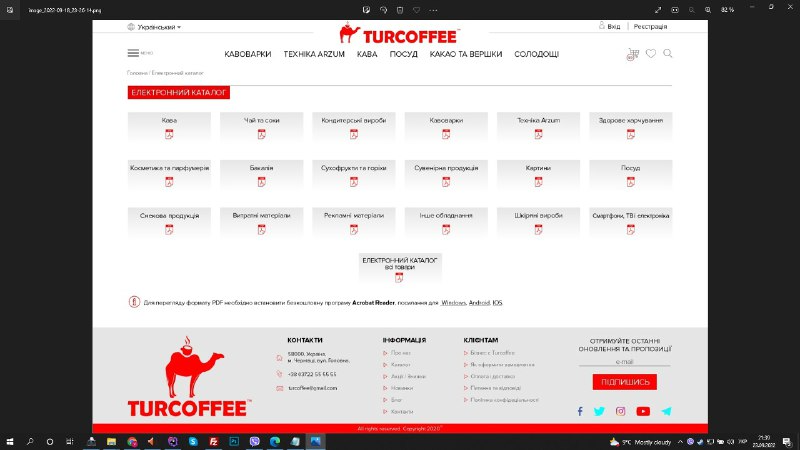 image_2022-09-18_23-26-14.png
82 %
Український
TURCOFFEE
Вхід | Реєстрація
МЕНЮ
КАВОВАРКИ ТЕХНІКА ARZUM КАВА ПОСУД КАКАО ТА ВЕРШКИ СОЛОДОЩІ
Головна / Електронний каталог
ЕЛЕКТРОННИЙ КАТАЛОГ
Кава
Чай та соки
Кондитерські вироби
Кавоварки
Техніка Arzum
Здорове харчування
Косметика та парфумерія
Бакалія
Сухофрукти та горіхи
Сувенірна продукція
Картини
Посуд
Снекова продукція
Витратні матеріали
Рекламні матеріали
Інше обладнання
Шкіряні вироби
Смартфони, ТВ і електроніка
ЕЛЕКТРОННИЙ КАТАЛОГ
всі товари
Для перегляду формату PDF необхідно встановити безкоштовну програму Acrobat Reader, посилання для Windows, Android, IOS.
TURCOFFEE
КОНТАКТИ
58000, Україна,
м. Чернівці, вул. Головна,
+38 03722 55 55 55
turcoffee@gmail.com
ІНФОРМАЦІЯ
Про нас
Каталог
Акції / Знижки
Новинки
Блог
Контакти
КЛІЄНТАМ
Бізнес с Turcoffee
Як оформити замовлення
Оплата і доставка
Питання та відповіді
Політика конфіденціальності
ОТРИМУЙТЕ ОСТАННІ
ОНОВЛЕННЯ ТА ПРОПОЗИЦІЇ
e-mail
ПІДПИШИСЬ
All rights reserved. Copyright 2020
9°C Mostly cloudy
УКР
21:39
23.09.2022